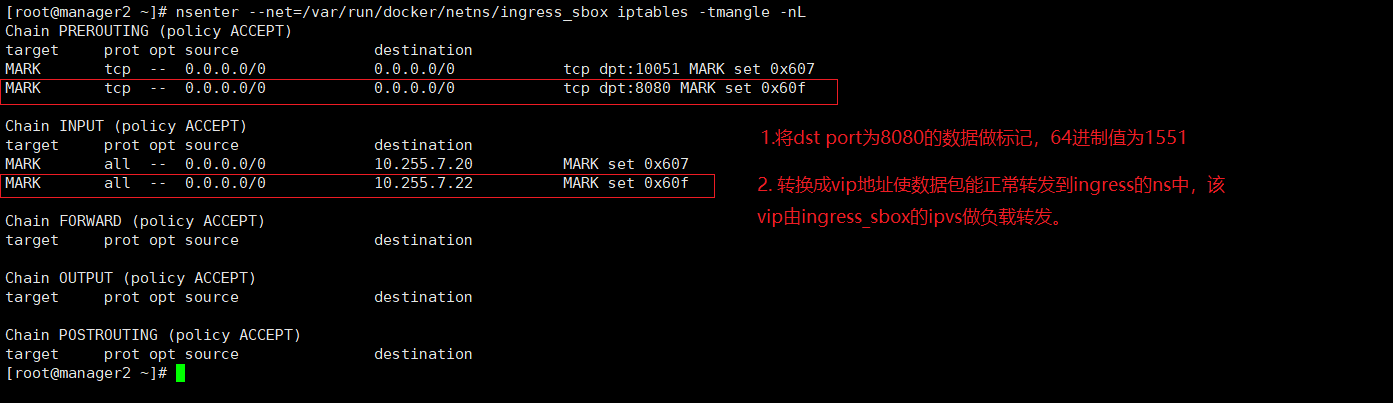 [root@manager2 ~]# nsenter --net=/var/run/docker/netns/ingress_sbox iptables -tmangle -nL
Chain PREROUTING (policy ACCEPT)
target     prot opt source               destination
MARK       tcp  --  0.0.0.0/0            0.0.0.0/0            tcp dpt:10051 MARK set 0x607
MARK       tcp  --  0.0.0.0/0            0.0.0.0/0            tcp dpt:8080 MARK set 0x60f
Chain INPUT (policy ACCEPT)
target     prot opt source               destination
MARK       all  --  0.0.0.0/0            10.255.7.20          MARK set 0x607
MARK       all  --  0.0.0.0/0            10.255.7.22          MARK set 0x60f
Chain FORWARD (policy ACCEPT)
target     prot opt source               destination
Chain OUTPUT (policy ACCEPT)
target     prot opt source               destination
Chain POSTROUTING (policy ACCEPT)
target     prot opt source               destination
[root@manager2 ~]#
1.将dst port为8080的数据做标记，64进制值为1551
2. 转换成vip地址使数据包能正常转发到ingress的ns中，该
vip由ingress_sbox的ipvs做负载转发。